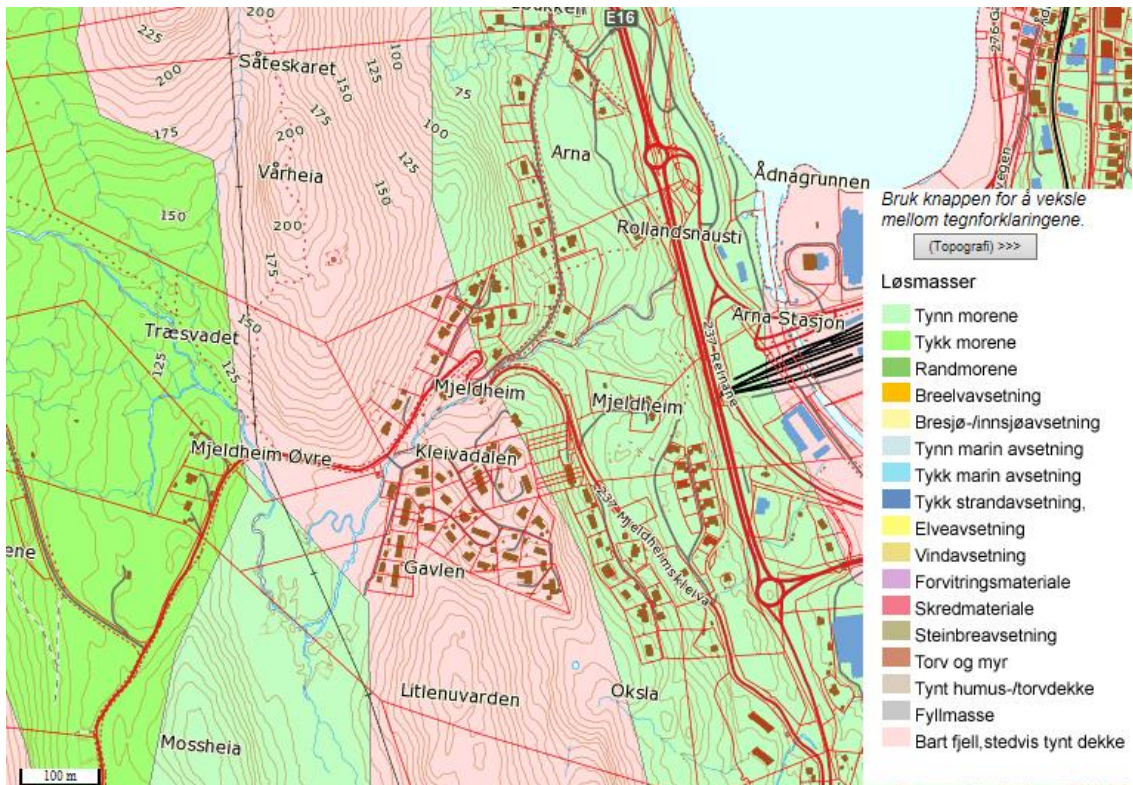 200
200
E16
225
Såteskaret
125
100
200
150
75
175
175
100
200
125
Arna
Vårheia
150
Ådnagrunnen
150
200
175
Rollandsnausti
Bruk knappen for å veksle
mellom tegnforklaringene.
(Topografi) >>>
Løsmasser
Tynn morene
Tykk morene
Randmorene
Breelvavsetning
Bresjø-/innsjøavsetning
Tynn marin avsetning
Tykk marin avsetning
Tykk strandavsetning,
Elveavsetning
Vindavsetning
Forvitringsmateriale
Skredmateriale
Steinbreavsetning
Torv og myr
Tynt humus-/torvdekke
Fyllmasse
Bart fjell,stedvis tynt dekke
Træsvadet
150
125
125
Arna Stasjon
237-Reinane
Mjeldheim
Mjeldheim
Mjeldheim Øvre
Kleivadalen
237-Mjeldheimskleiva
ene
Gavlen
Litlenuvarden
Oksla
Mossheia
100 m